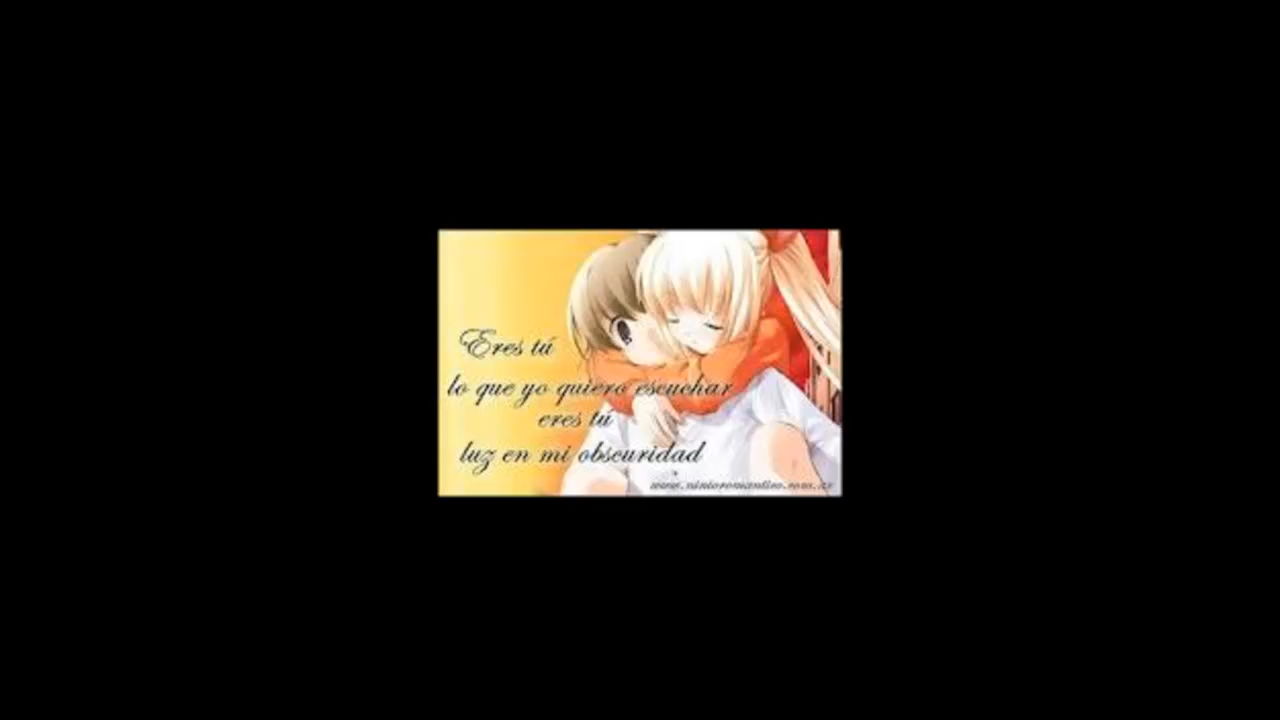 Eres tú
lo que yo quiero escuchar
eres tú
luz en mi obscuridad